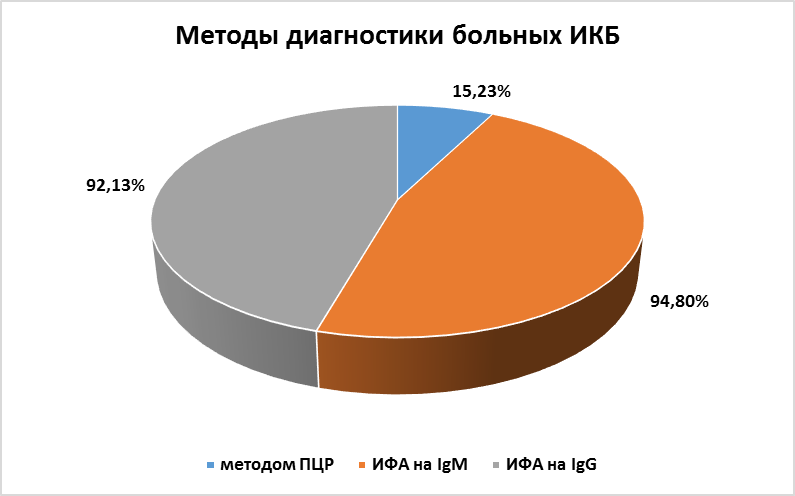 Методы диагностики больных ИКБ
15,23%
92,13%
94,80%
методом ПЦР ИФА на IgM ИФА на IgG